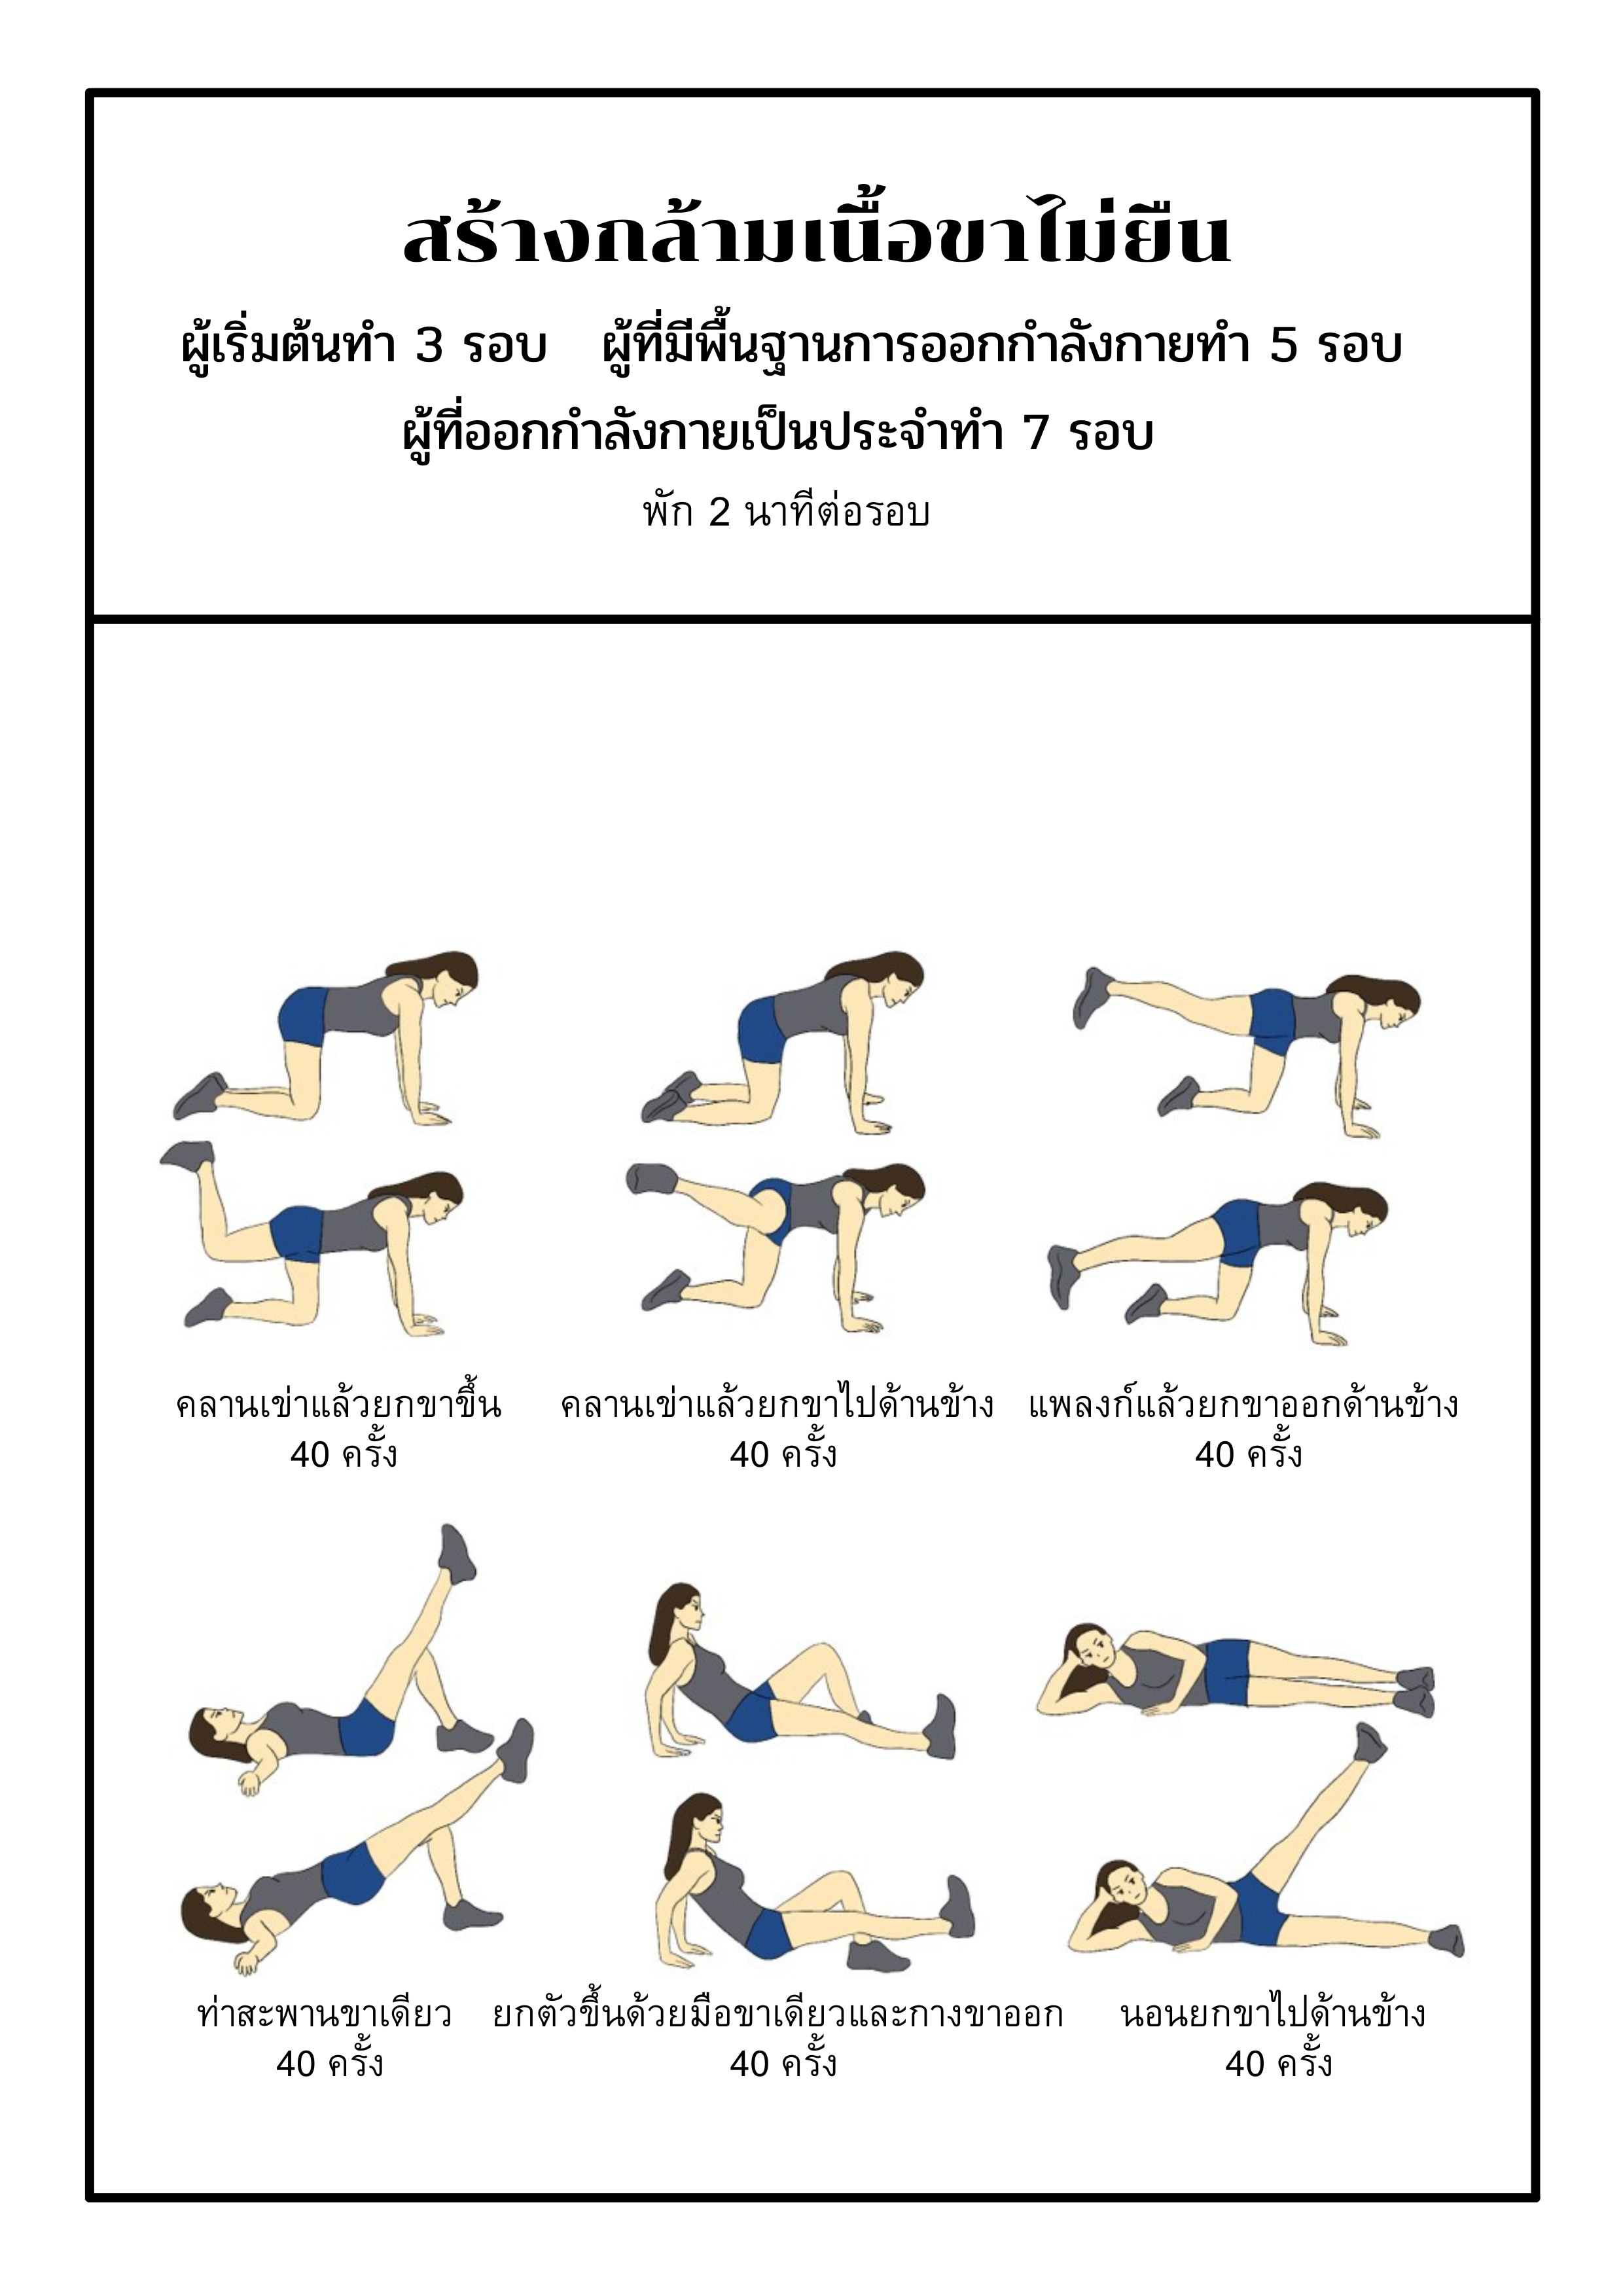 สร้างกล้ามเนื้อขาไม่ยืน
ผู้เริ่มต้นทำ 3 รอบ ผู้ที่มีพื้นฐานการออกกำลังกายทำ 5 รอบ
ผู้ที่ออกกำลังกายเป็นประจำทำ 7 รอบ
พัก 2 นาทีต่อรอบ
คลานเข่าแล้วยกขาขึ้น
40 ครั้ง
คลานเข่าแล้วยกขาไปด้านข้าง
40 ครั้ง
แพลงก์แล้วยกขาออกด้านข้าง
40 ครั้ง
ท่าสะพานขาเดียว
40 ครั้ง
ยกตัวขึ้นด้วยมือขาเดียวและกางขาออก
40 ครั้ง
นอนยกขาไปด้านข้าง
40 ครั้ง